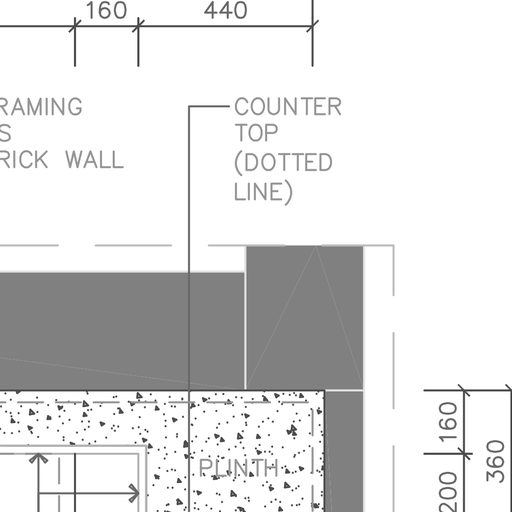 160 440
RAMING
S
RICK WALL
COUNTER
TOP
(DOTTED
LINE)
PLINTH
160
360
200